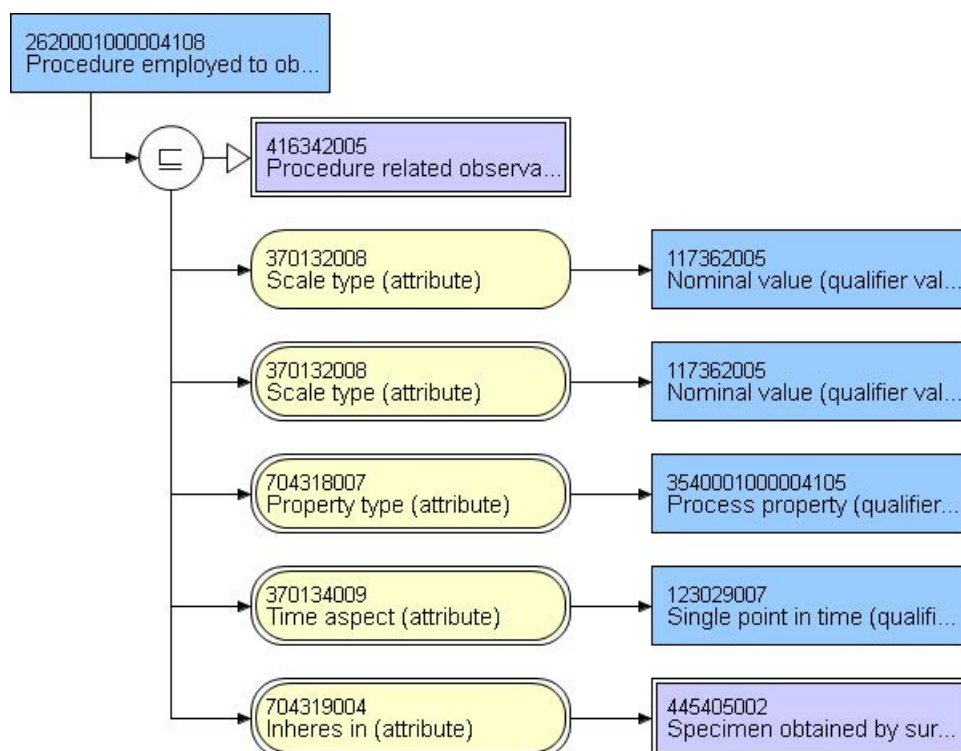 2620001000004108
Procedure employed to ob...
⊑
416342005
Procedure related observa...
370132008
Scale type (attribute)
117362005
Nominal value (qualifier val...
370132008
Scale type (attribute)
117362005
Nominal value (qualifier val...
704318007
Property type (attribute)
3540001000004105
Process property (qualifier...
370134009
Time aspect (attribute)
123029007
Single point in time (qualifi...
704319004
Inheres in (attribute)
445405002
Specimen obtained by sur...